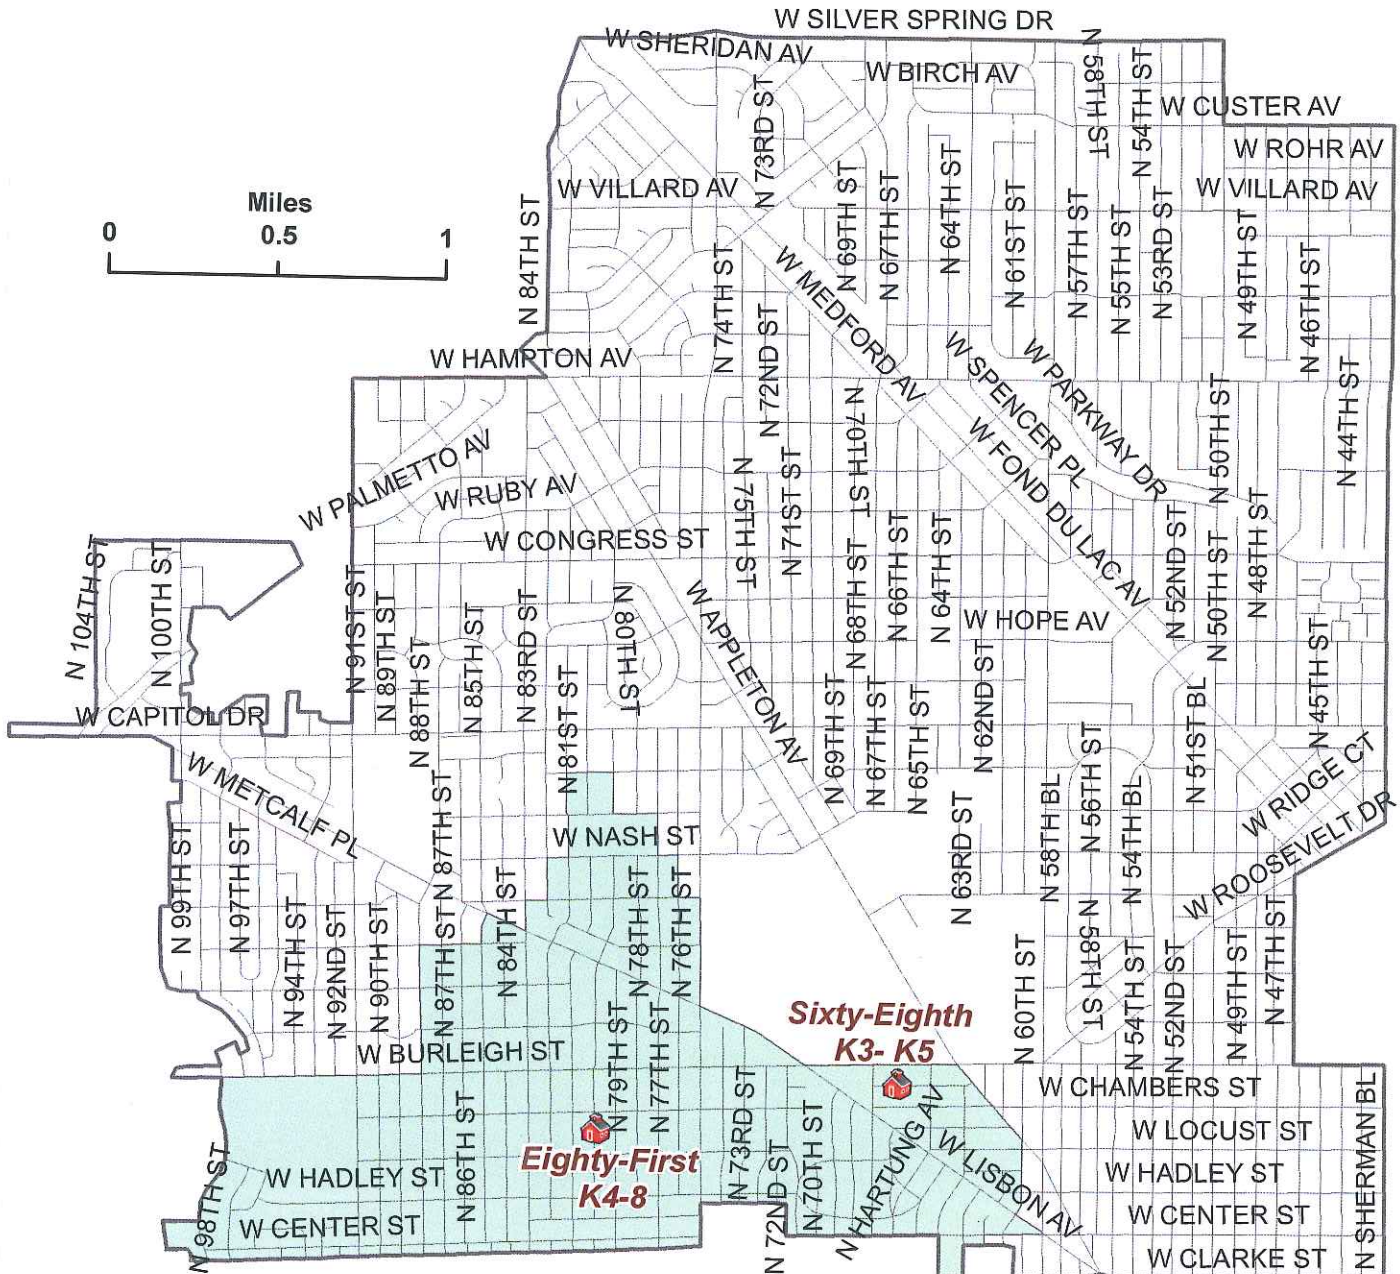 W SILVER SPRING DR
W SHERIDAN AV
W BIRCH AV
N 58TH ST
N 54TH ST
W CUSTER AV
N 73RD ST
W ROHR AV
W VILLARD AV
W VILLARD AV
N 84TH ST
N 69TH ST
N 67TH ST
N 64TH ST
N 61ST ST
N 57TH ST
N 55TH ST
N 53RD ST
N 49TH ST
N 46TH ST
Miles
0 0.5 1
N 74TH ST
N 72ND ST
W MEDFORD AV
W SPENCER PL
W PARKWAY DR
W HAMPTON AV
N 70TH ST
W FOND DU LAC AV
N 50TH ST
N 44TH ST
W PALMETTO AV
W RUBY AV
W CONGRESS ST
N 75TH ST
N 71ST ST
N 68TH ST
N 66TH ST
N 64TH ST
N 52ND ST
N 50TH ST
N 48TH ST
N 104TH ST
N 100TH ST
N 91ST ST
N 89TH ST
N 88TH ST
N 85TH ST
N 83RD ST
N 81ST ST
N 80TH ST
W APPLETON AV
W HOPE AV
N 62ND ST
N 45TH ST
W CAPITOL DR
N 69TH ST
N 67TH ST
N 65TH ST
N 51ST BL
W METCALF PL
N 87TH ST
W NASH ST
N 63RD ST
N 58TH BL
N 56TH ST
N 54TH BL
W RIDGE CT
W ROOSEVELT DR
N 99TH ST
N 97TH ST
N 94TH ST
N 92ND ST
N 90TH ST
N 87TH ST
N 84TH ST
N 78TH ST
N 76TH ST
N 60TH ST
N 58TH ST
N 54TH ST
N 52ND ST
N 49TH ST
N 47TH ST
Sixty-Eighth
K3- K5
W BURLEIGH ST
N 79TH ST
N 77TH ST
W CHAMBERS ST
N 86TH ST
N 73RD ST
N 70TH ST
N HARTUNG AV
W LISBON AV
W LOCUST ST
N SHERMAN BL
Eighty-First
K4-8
N 98TH ST
W HADLEY ST
N 72ND ST
W HADLEY ST
W CENTER ST
W CENTER ST
W CLARKE ST